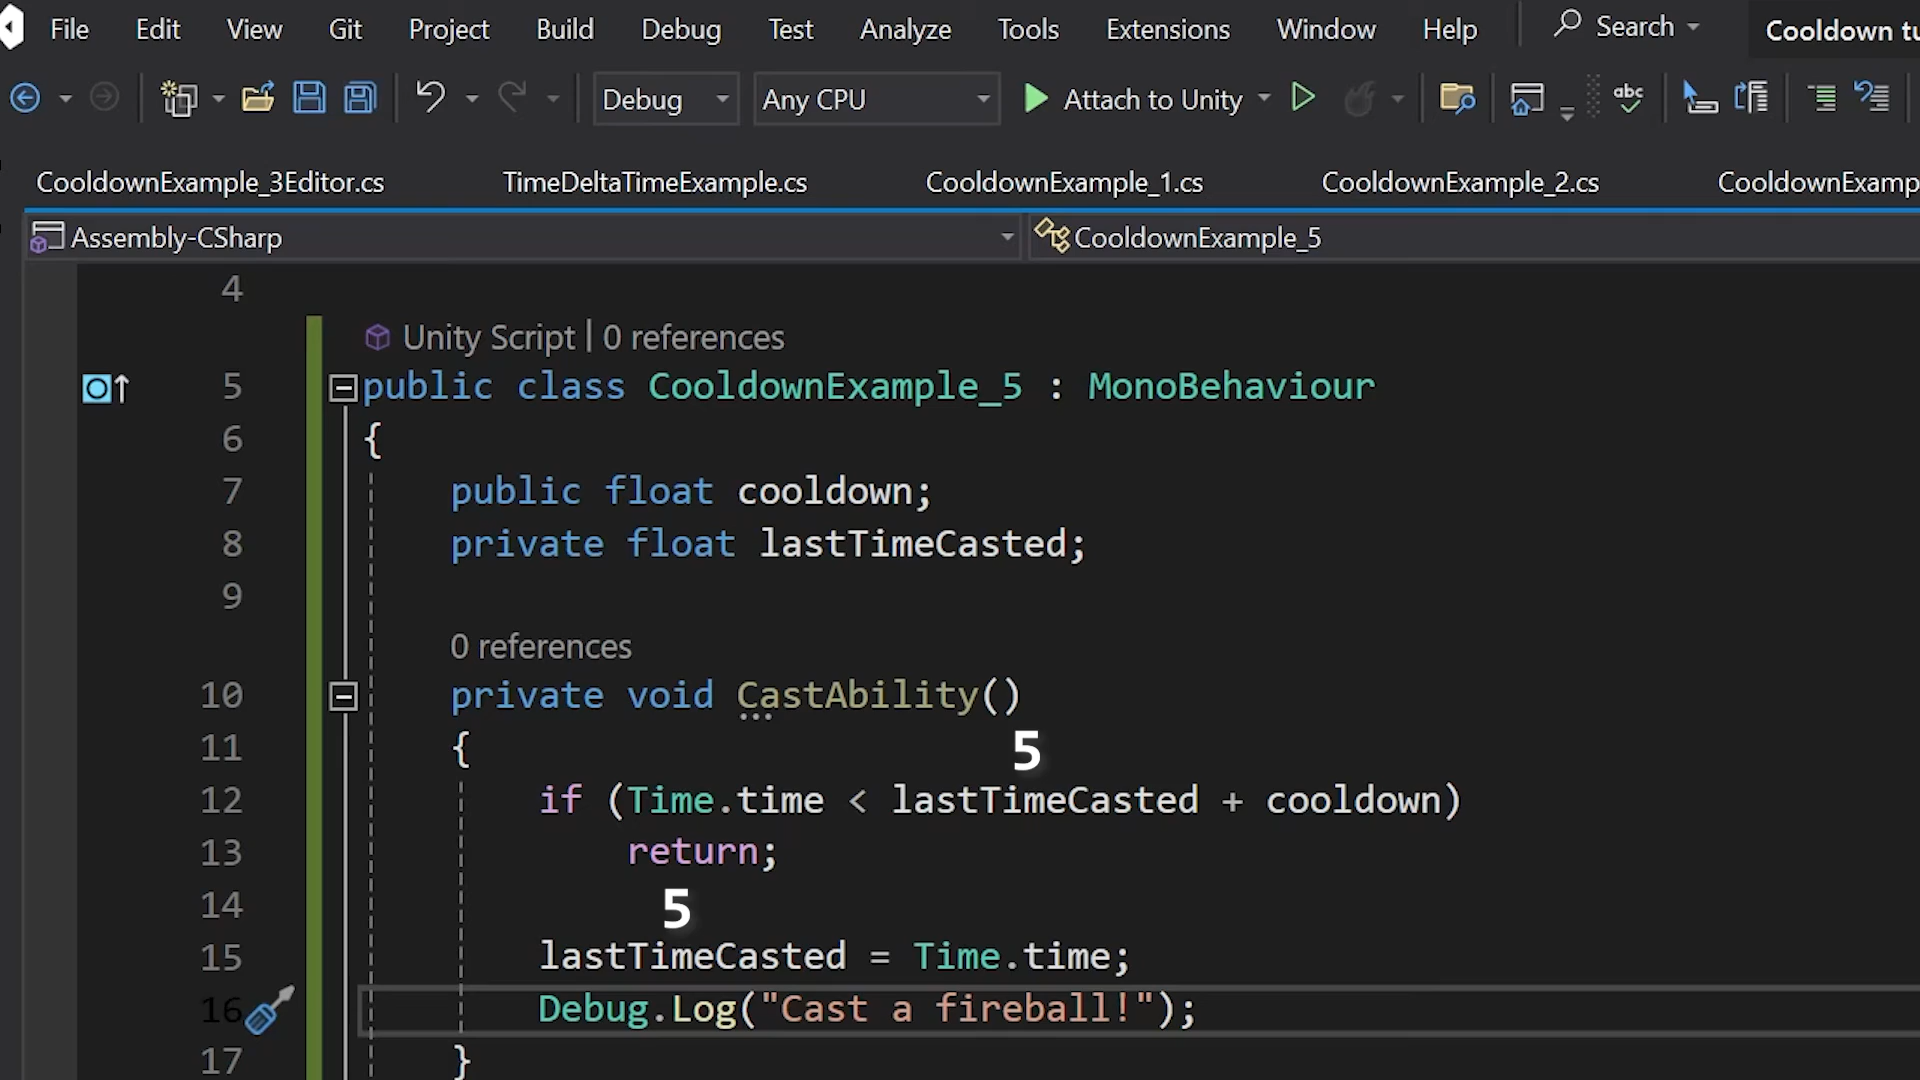 File Edit View Git Project Build Debug Test Analyze Tools Extensions Window Help Search Cooldown tu
Debug Any CPU Attach to Unity abc
CooldownExample_3Editor.cs TimeDeltaTimeExample.cs CooldownExample_1.cs CooldownExample_2.cs CooldownExamp
Assembly-CSharp CooldownExample_5
4
Unity Script | 0 references
5 public class CooldownExample_5 : MonoBehaviour
6 {
7 public float cooldown;
8 private float lastTimeCasted;
9
0 references
10 private void CastAbility()
11 {
5
12 if (Time.time < lastTimeCasted + cooldown)
13 return;
14
5
15 lastTimeCasted = Time.time;
16 Debug.Log("Cast a fireball!");
17 }